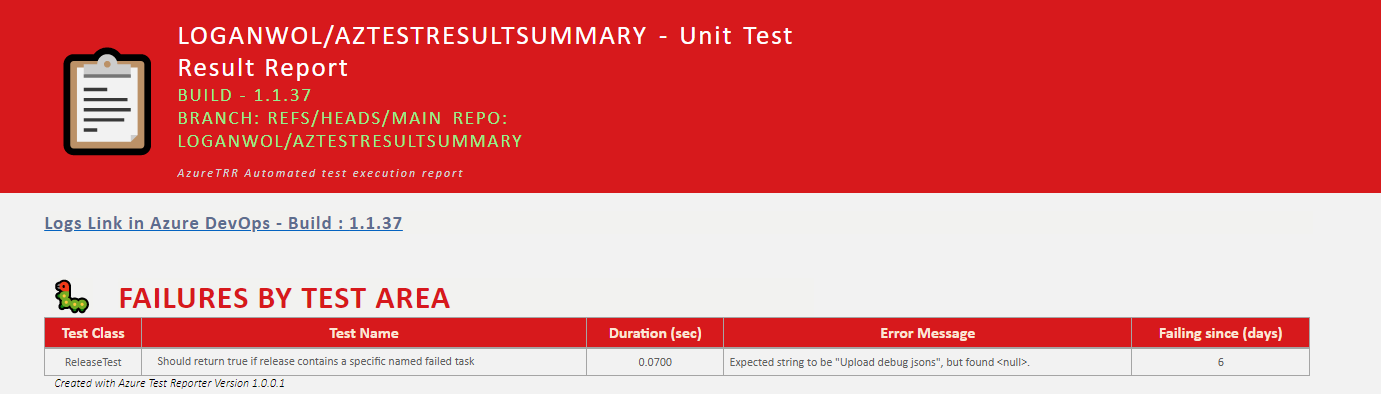 LOGANWOL/AZTESTRESULTSUMMARY - Unit Test
Result Report
BUILD - 1.1.37
BRANCH: REFS/HEADS/MAIN REPO:
LOGANWOL/AZTESTRESULTSUMMARY
AzureTRR Automated test execution report
Logs Link in Azure DevOps - Build : 1.1.37
FAILURES BY TEST AREA
Test Class Test Name Duration (sec) Error Message Failing since (days)
ReleaseTest Should return true if release contains a specific named failed task 0.0700 Expected string to be "Upload debug jsons", but found <null>. 6
Created with Azure Test Reporter Version 1.0.0.1